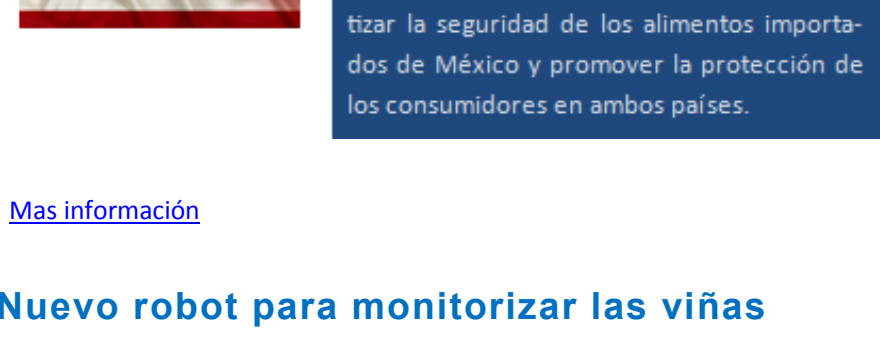 tizar la seguridad de los alimentos importa-
dos de México y promover la protección de
los consumidores en ambos países.
Mas información
Nuevo robot para monitorizar las viñas